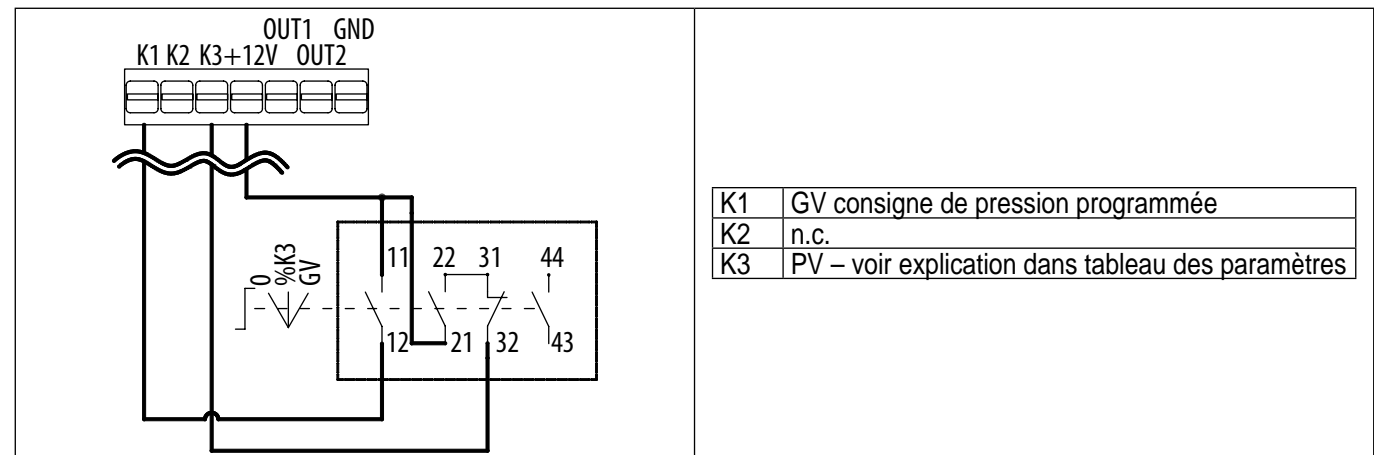 OUT1 GND
K1 K2 K3+12V OUT2
0
%K3
GV
11 22 31 44
12 21 32 43
K1 GV consigne de pression programmée
K2 n.c.
K3 PV – voir explication dans tableau des paramètres